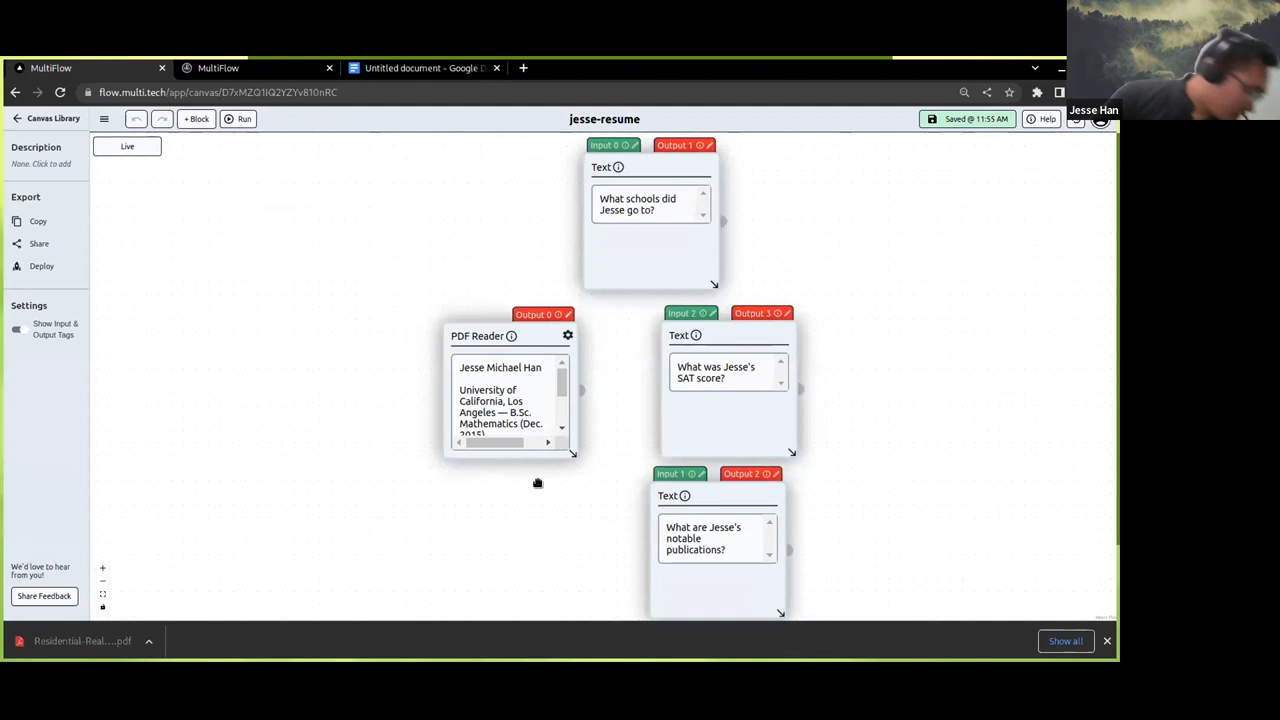 MultiFlow
MultiFlow
Untitled document - Google D
flow.multi.tech/app/canvas/D7xMZQ1IQ2YZYv810nRC
Jesse Han
Canvas Library
+ Block
Run
jesse-resume
Saved @ 11:55 AM
Help
Description
None. Click to add
Live
Export
Copy
Share
Deploy
Settings
Show Input &
Output Tags
We'd love to hear
from you!
Share Feedback
Input 0
Output 1
Text
What schools did
Jesse go to?
Output 0
PDF Reader
Jesse Michael Han
University of
California, Los
Angeles — B.Sc.
Mathematics (Dec.
2015)
Input 2
Output 3
Text
What was Jesse's
SAT score?
Input 1
Output 2
Text
What are Jesse's
notable
publications?
Residential-Real....pdf
Show all